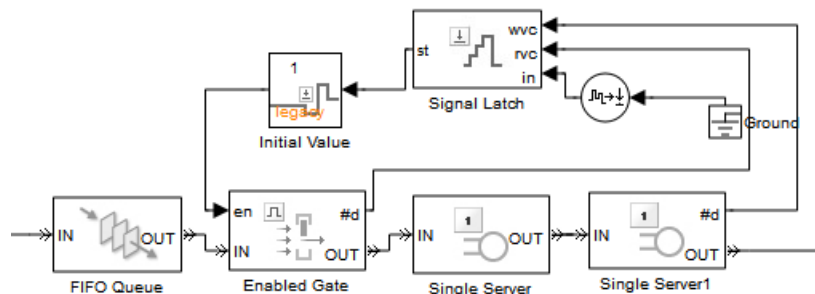 wvc
st
rvc
in
Signal Latch
1
legacy
Initial Value
Ground
en
#d
IN
OUT
FIFO Queue
IN
OUT
Enabled Gate
1
IN
OUT
Single Server
1
#d
IN
OUT
Single Server1